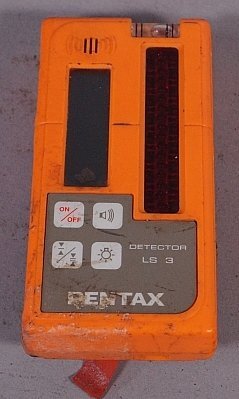 ON
OFF
DETECTOR
LS 3
PENTAX